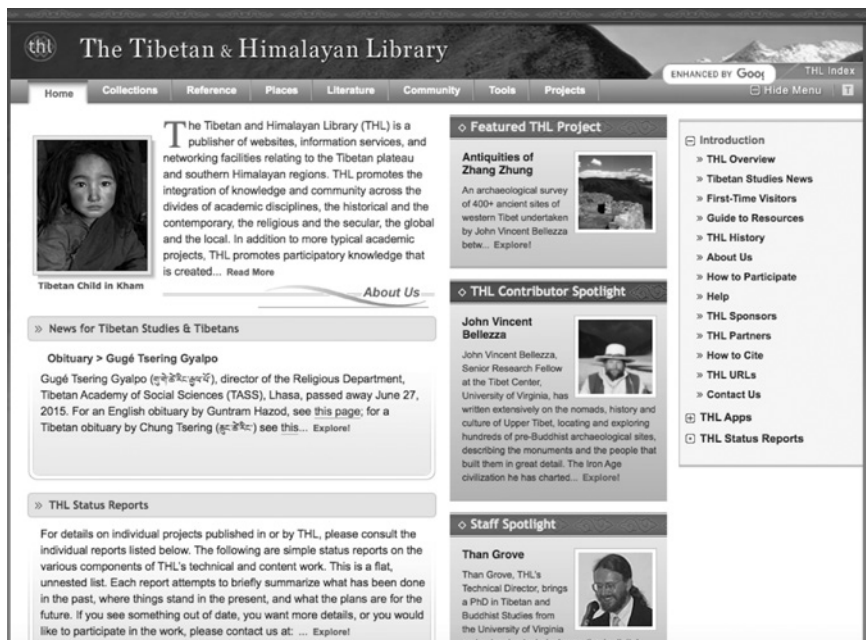 thl The Tibetan & Himalayan Library
ENHANCED BY Goog
THL Index
Home Collections Reference Places Literature Community Tools Projects
Hide Menu T
Tibetan Child in Kham
The Tibetan and Himalayan Library (THL) is a
publisher of websites, information services, and
networking facilities relating to the Tibetan plateau
and southern Himalayan regions. THL promotes the
integration of knowledge and community across the
divides of academic disciplines, the historical and the
contemporary, the religious and the secular, the global
and the local. In addition to more typical academic
projects, THL promotes participatory knowledge that
is created... Read More
About Us
» News for Tibetan Studies & Tibetans
Obituary > Gugé Tsering Gyalpo
Gugé Tsering Gyalpo (), director of the Religious Department,
Tibetan Academy of Social Sciences (TASS), Lhasa, passed away June 27,
2015. For an English obituary by Guntram Hazod, see this page; for a
Tibetan obituary by Chung Tsering () see this... Explore!
» THL Status Reports
For details on individual projects published in or by THL, please consult the
individual reports listed below. The following are simple status reports on the
various components of THL's technical and content work. This is a flat,
unnested list. Each report attempts to briefly summarize what has been done
in the past, where things stand in the present, and what the plans are for the
future. If you see something out of date, you want more details, or you would
like to participate in the work, please contact us at: ... Explore!
Featured THL Project
Antiquities of
Zhang Zhung
An archaeological survey
of 400+ ancient sites of
western Tibet undertaken
by John Vincent Bellezza
betw... Explore!
THL Contributor Spotlight
John Vincent
Bellezza
John Vincent Bellezza,
Senior Research Fellow
at the Tibet Center,
University of Virginia, has
written extensively on the nomads, history and
culture of Upper Tibet, locating and exploring
hundreds of pre-Buddhist archaeological sites,
describing the monuments and the people that
built them in great detail. The Iron Age
civilization he has charted... Explore!
Staff Spotlight
Than Grove
Than Grove, THL's
Technical Director, brings
a PhD in Tibetan and
Buddhist Studies from
the University of Virginia
Introduction
» THL Overview
» Tibetan Studies News
» First-Time Visitors
» Guide to Resources
» THL History
» About Us
» How to Participate
» Help
» THL Sponsors
» THL Partners
» How to Cite
» THL URLs
» Contact Us
THL Apps
THL Status Reports